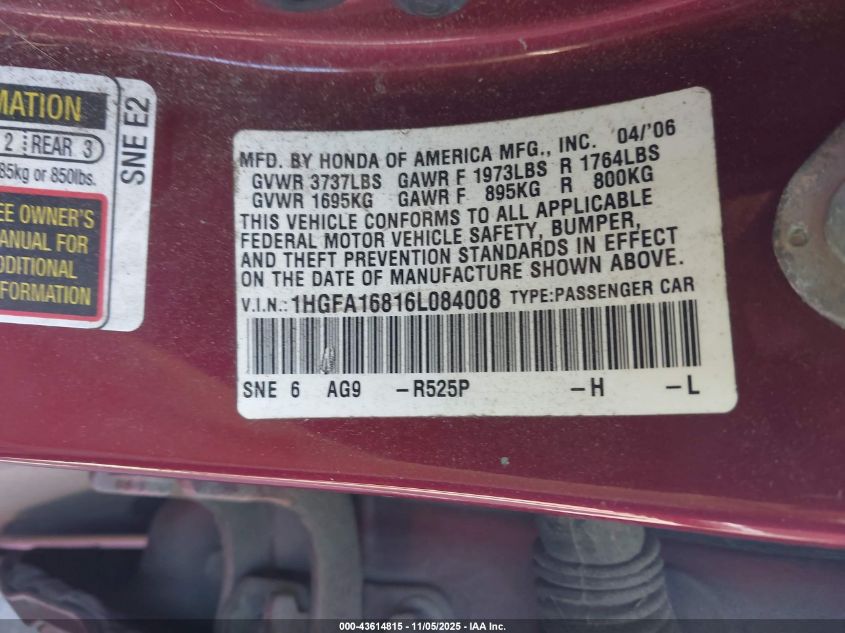 MATION
2 REAR 3
85kg or 850lbs.
EE OWNER'S
MANUAL FOR
DDITIONAL
FORMATION
SNE E2
MFD. BY HONDA OF AMERICA MFG., INC. 04/'06
GVWR 3737LBS GAWR F 1973LBS R 1764LBS
GVWR 1695KG GAWR F 895KG R 800KG
THIS VEHICLE CONFORMS TO ALL APPLICABLE
FEDERAL MOTOR VEHICLE SAFETY, BUMPER,
AND THEFT PREVENTION STANDARDS IN EFFECT
ON THE DATE OF MANUFACTURE SHOWN ABOVE.
V.I.N.: 1HGFA16816L084008 TYPE:PASSENGER CAR
SNE 6 AG9 -R525P -H -L
000-43614815 - 11/05/2025 - IAA Inc.